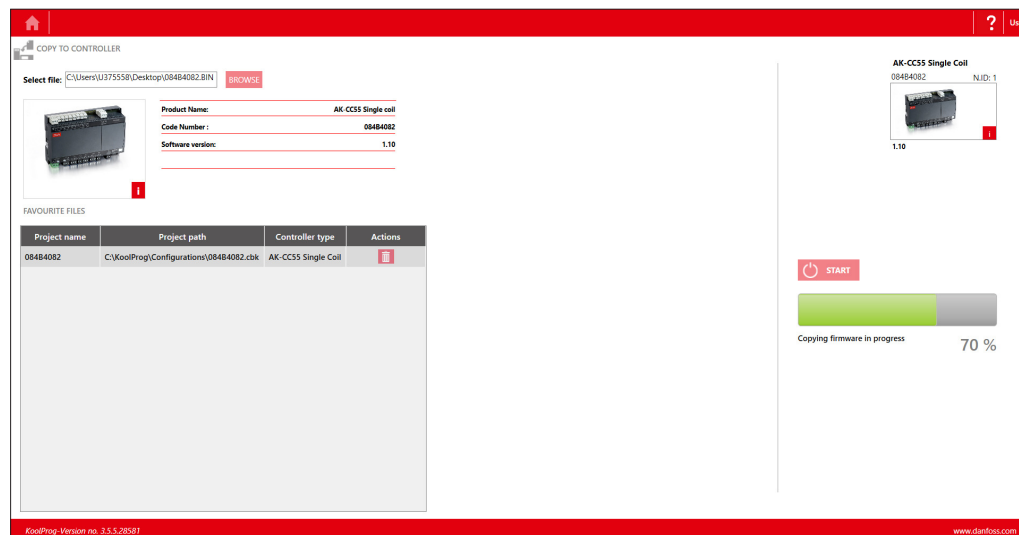 ? Us
COPY TO CONTROLLER
Select file: C:\Users\U375558\Desktop\084B4082.BIN BROWSE
Product Name: AK-CC55 Single coil
Code Number : 084B4082
Software version: 1.10
i
FAVOURITE FILES
Project name Project path Controller type Actions
084B4082 C:\KoolProg\Configurations\084B4082.cbk AK-CC55 Single Coil
AK-CC55 Single Coil
084B4082 N.ID: 1
i
1.10
START
Copying firmware in progress
70 %
KoolProg-Version no. 3.5.5.28581
www.danfoss.com